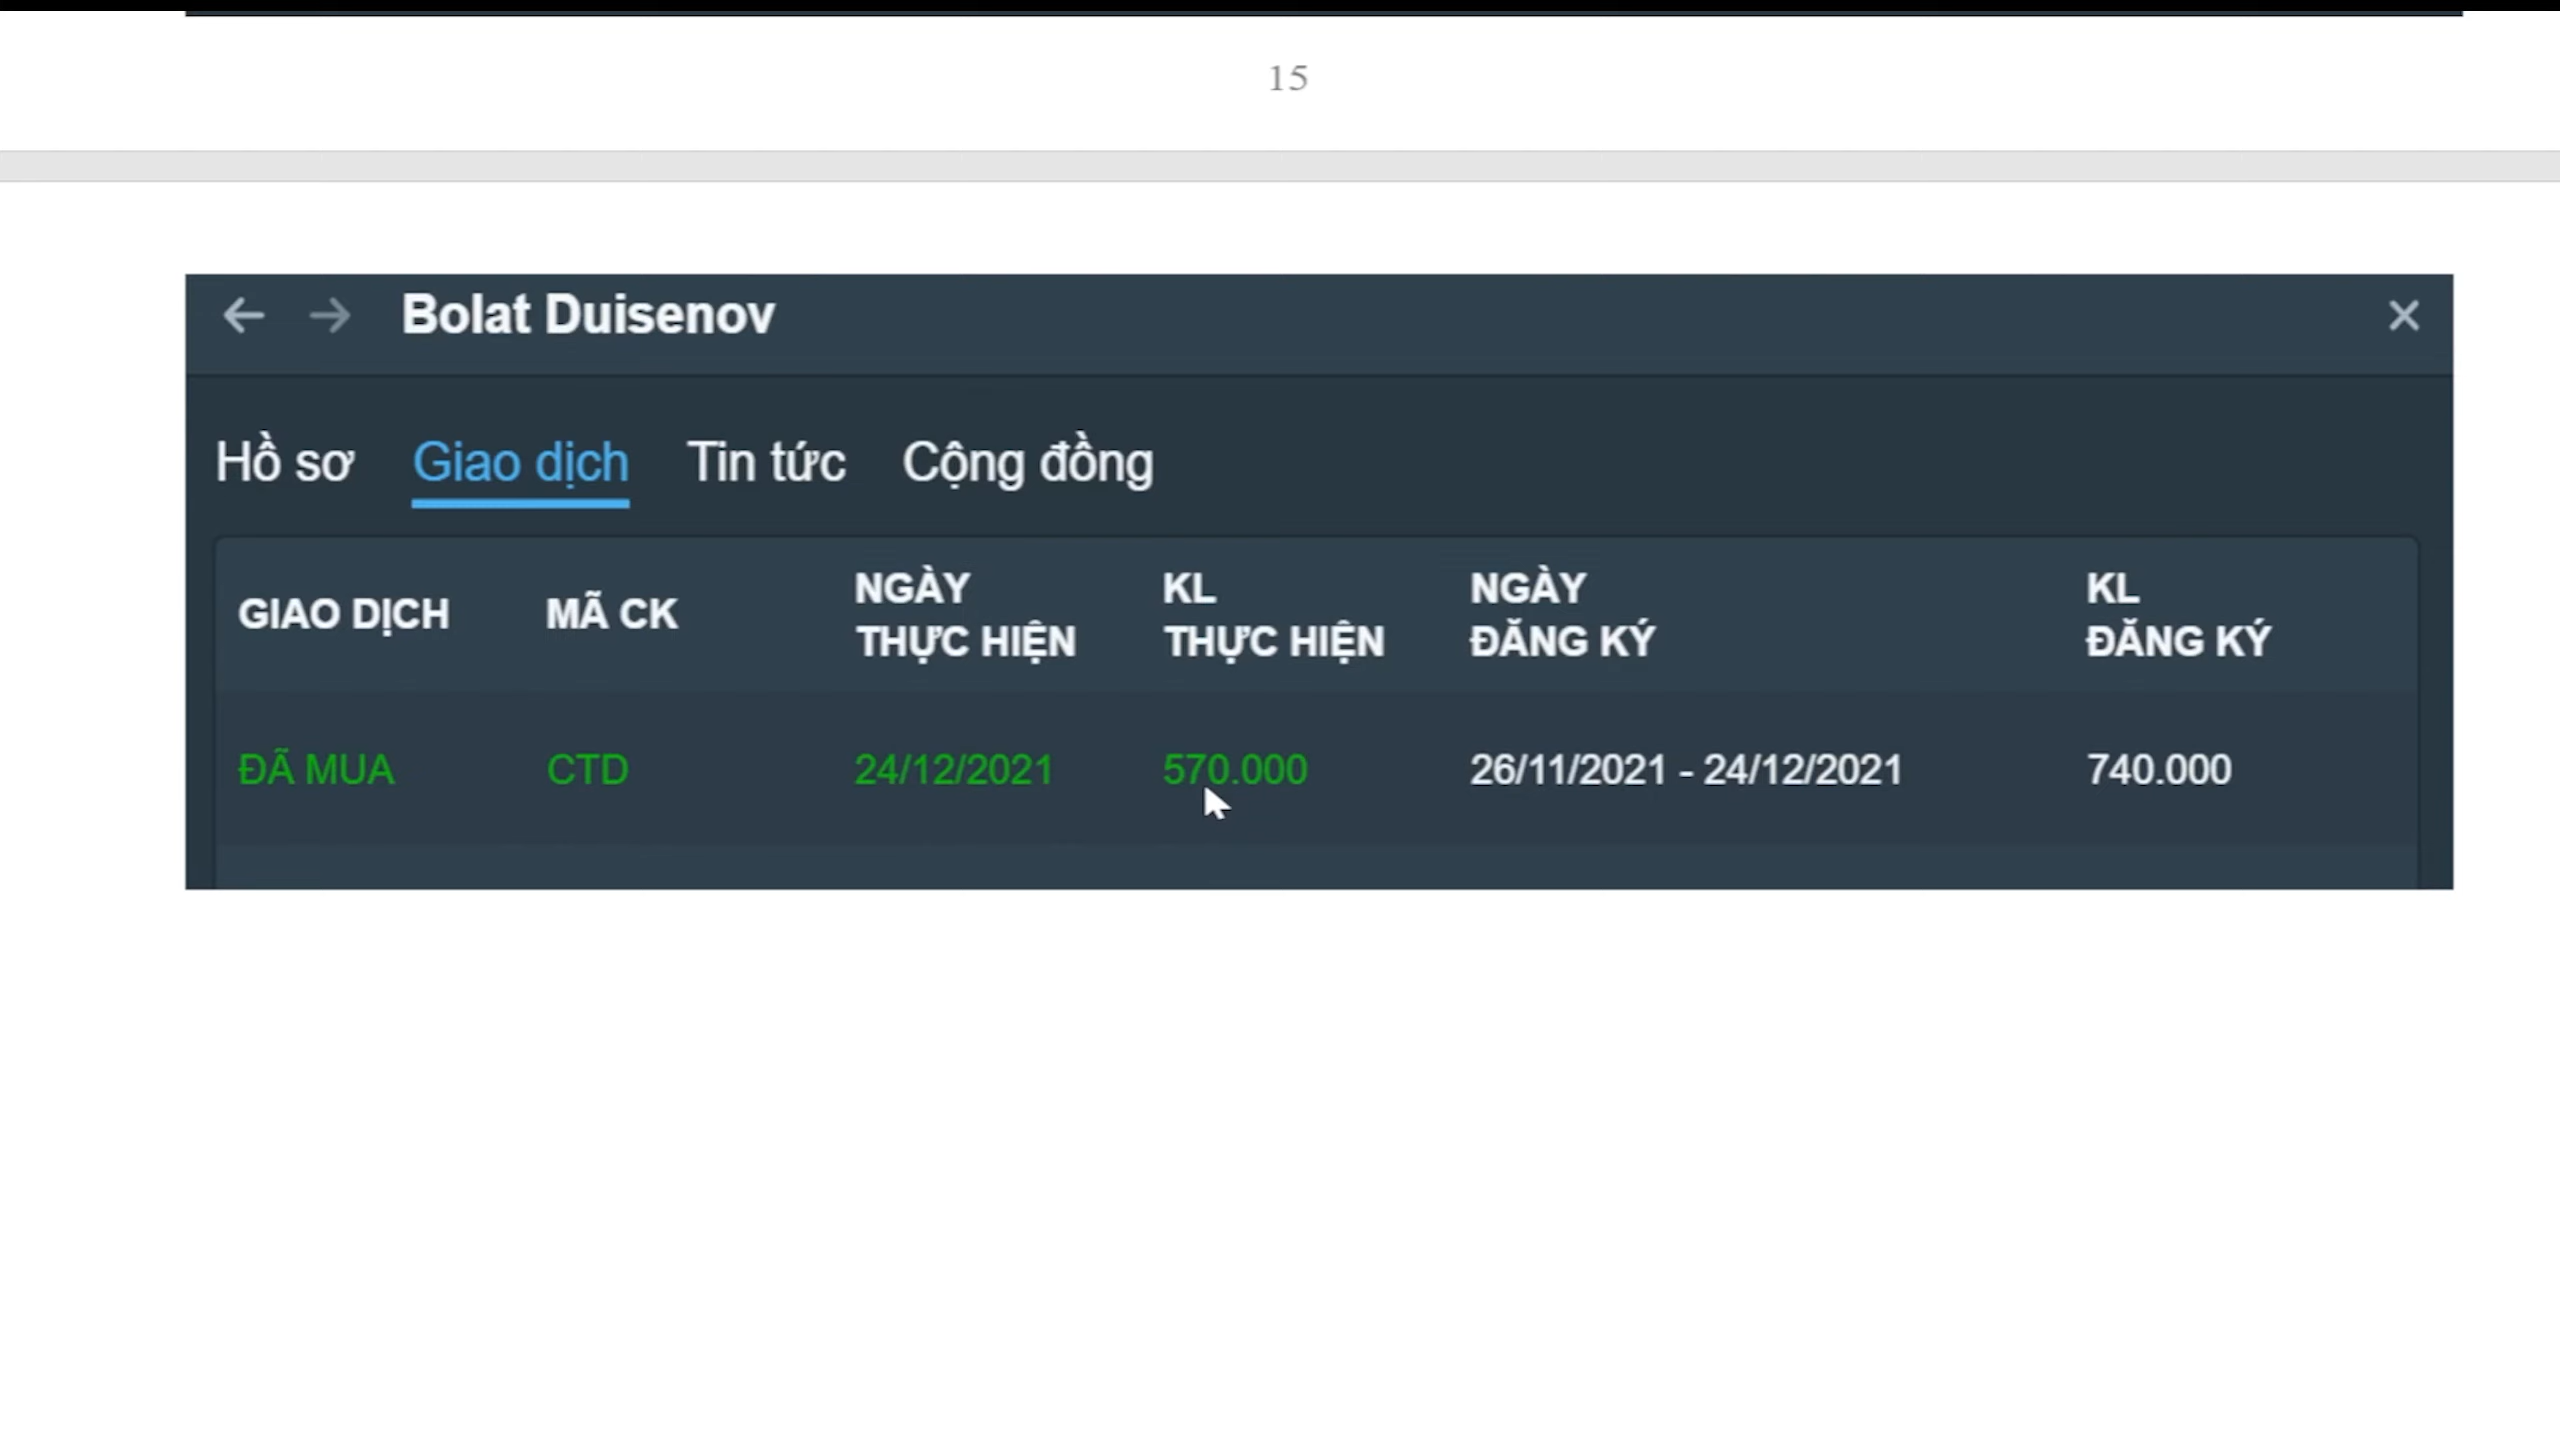 15
Bolat Duisenov
Hồ sơ Giao dịch Tin tức Cộng đồng
GIAO DỊCH MÃ CK NGÀY THỰC HIỆN KL THỰC HIỆN NGÀY ĐĂNG KÝ KL ĐĂNG KÝ
ĐÃ MUA CTD 24/12/2021 570.000 26/11/2021 - 24/12/2021 740.000